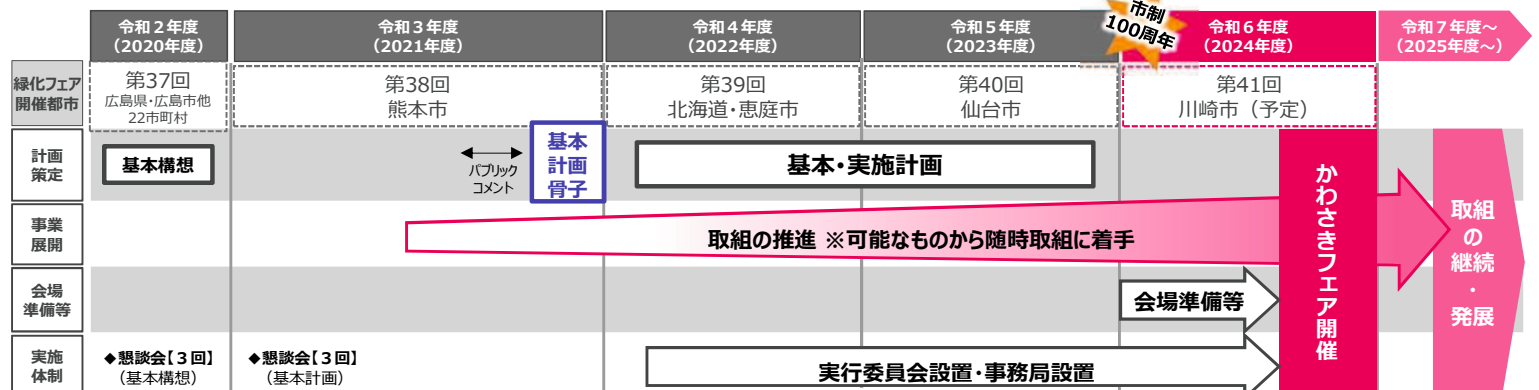 令和２年度
（2020年度）
令和３年度
（2021年度）
令和４年度
（2022年度）
令和５年度
（2023年度）
市制
100周年
令和６年度
（2024年度）
令和７年度～
（2025年度～）
緑化フェア
開催都市
第37回
広島県・広島市他
22市町村
第38回
熊本市
第39回
北海道・恵庭市
第40回
仙台市
第41回
川崎市（予定）
計画
策定
基本構想
パブリック
コメント
基本
計画
骨子
基本・実施計画
事業
展開
取組の推進 ※可能なものから随時取組に着手
会場
準備等
会場準備等
かわさきフェア開催
取組
の
継続
・
発展
実施
体制
◆懇談会【３回】
（基本構想）
◆懇談会【３回】
（基本計画）
実行委員会設置・事務局設置